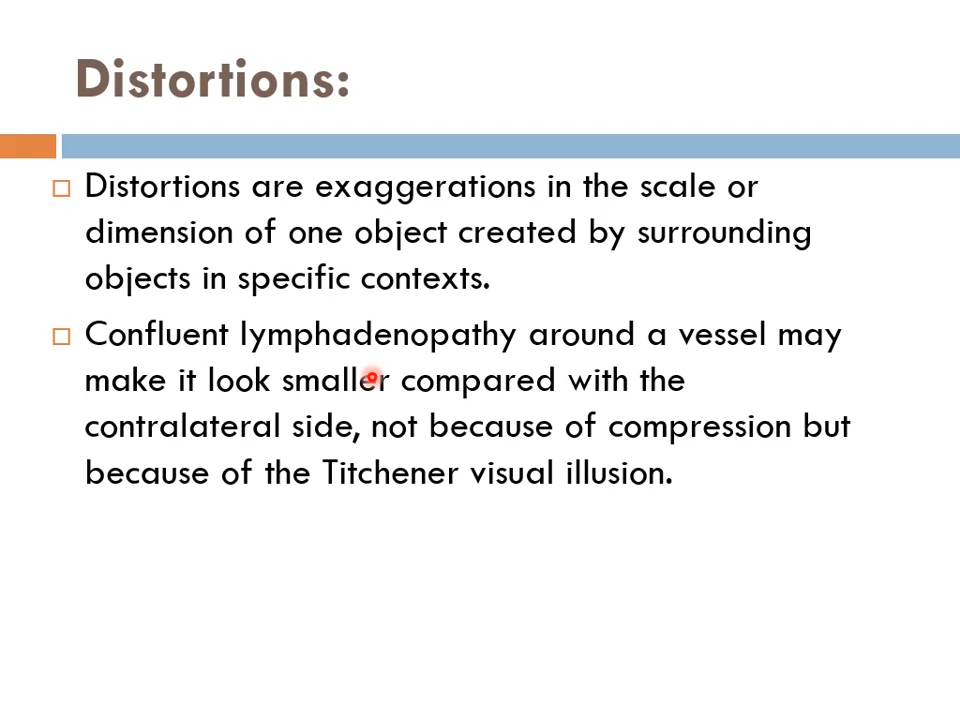 Distortions:
Distortions are exaggerations in the scale or
dimension of one object created by surrounding
objects in specific contexts.
Confluent lymphadenopathy around a vessel may
make it look smaller compared with the
contralateral side, not because of compression but
because of the Titchener visual illusion.